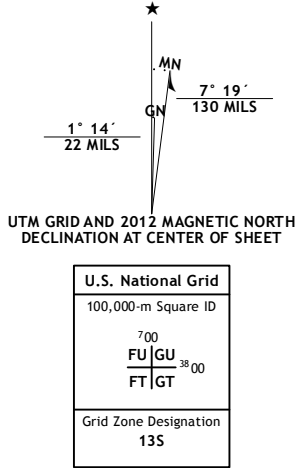 ★
MN
GN
7° 19´
130 MILS
1° 14´
22 MILS
UTM GRID AND 2012 MAGNETIC NORTH
DECLINATION AT CENTER OF SHEET
U.S. National Grid
100,000-m Square ID
700
FU GU
3800
FT GT
Grid Zone Designation
13S